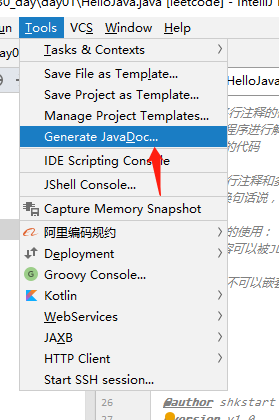 30_day\day01\HelloJava.java [leetcode] - IntelliJ
Tools VCS Window Help
Tasks & Contexts
Save File as Template...
Save Project as Template...
HelloJava
Manage Project Templates...
行注释的
Generate JavaDoc...
程序进行解
的代码
IDE Scripting Console
JShell Console...
行注释和多
换句话说，
Capture Memory Snapshot
阿里编码规约
的使用：
Deployment
容可以被J
Groovy Console...
Kotlin
不可以嵌套
WebServices
JAXB
HTTP Client
Start SSH session...
26 @author shkstart
27 version v1.0